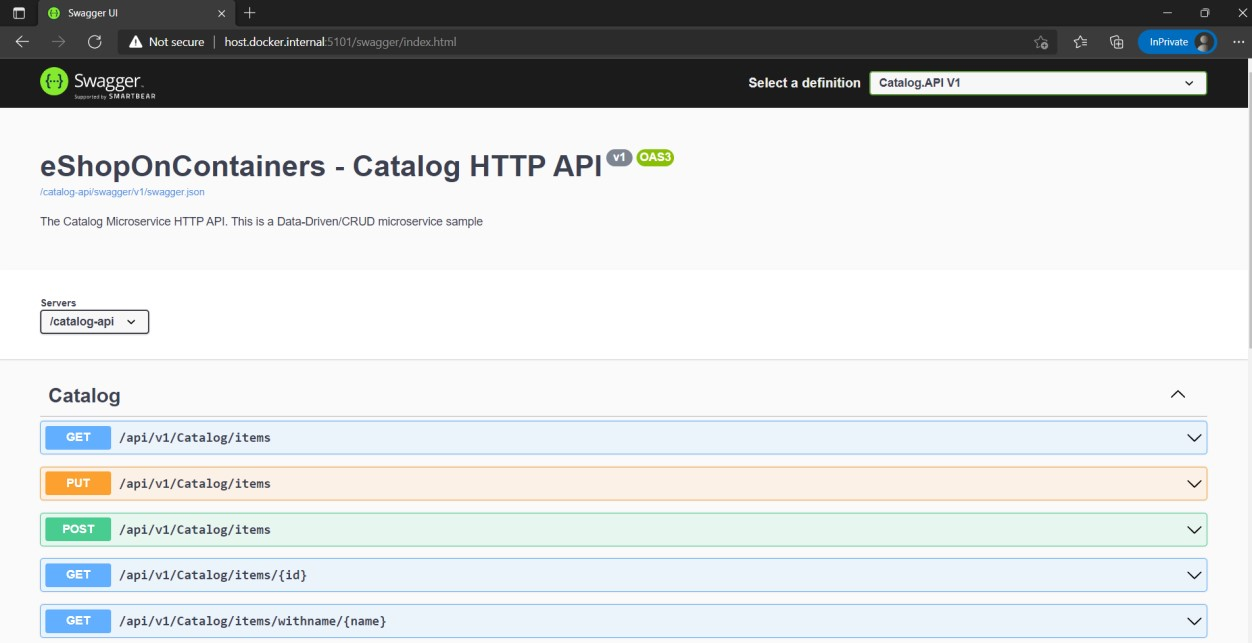 Swagger UI
Not secure | host.docker.internal:5101/swagger/index.html
InPrivate
Swagger.
Supported by SMARTBEAR
Select a definition
Catalog.API V1
eShopOnContainers - Catalog HTTP API v1 OAS3
/catalog-api/swagger/v1/swagger.json
The Catalog Microservice HTTP API. This is a Data-Driven/CRUD microservice sample
Servers
/catalog-api
Catalog
GET /api/v1/Catalog/items
PUT /api/v1/Catalog/items
POST /api/v1/Catalog/items
GET /api/v1/Catalog/items/{id}
GET /api/v1/Catalog/items/withname/{name}